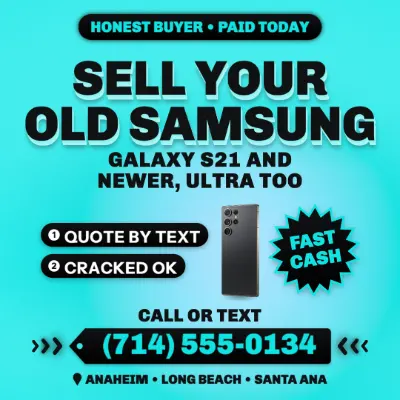 HONEST BUYER • PAID TODAY
SELL YOUR
OLD SAMSUNG
GALAXY S21 AND
NEWER, ULTRA TOO
1 QUOTE BY TEXT
2 CRACKED OK
FAST
CASH
CALL OR TEXT
(714) 555-0134
ANAHEIM • LONG BEACH • SANTA ANA